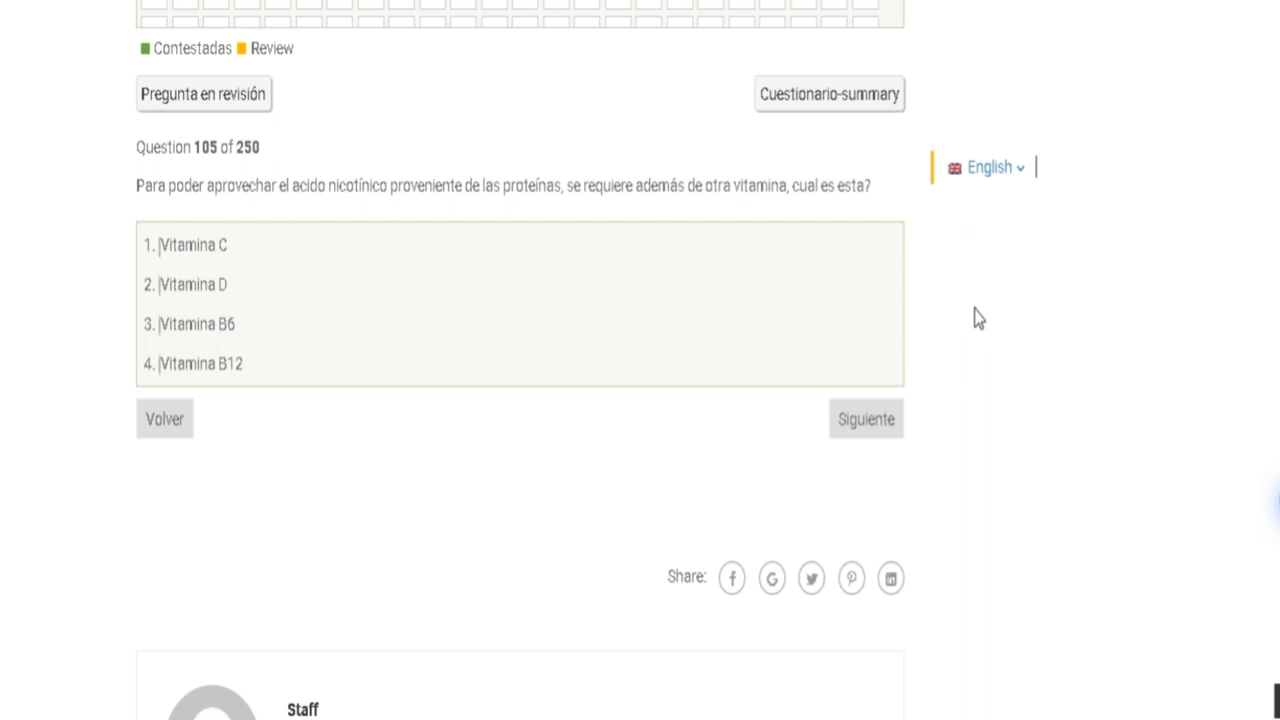 Contestadas Review
Pregunta en revisión Cuestionario-summary
Question 105 of 250
English
Para poder aprovechar el acido nicotínico proveniente de las proteínas, se requiere además de otra vitamina, cual es esta?
1. Vitamina C
2. Vitamina D
3. Vitamina B6
4. Vitamina B12
Volver Siguiente
Share:
Staff